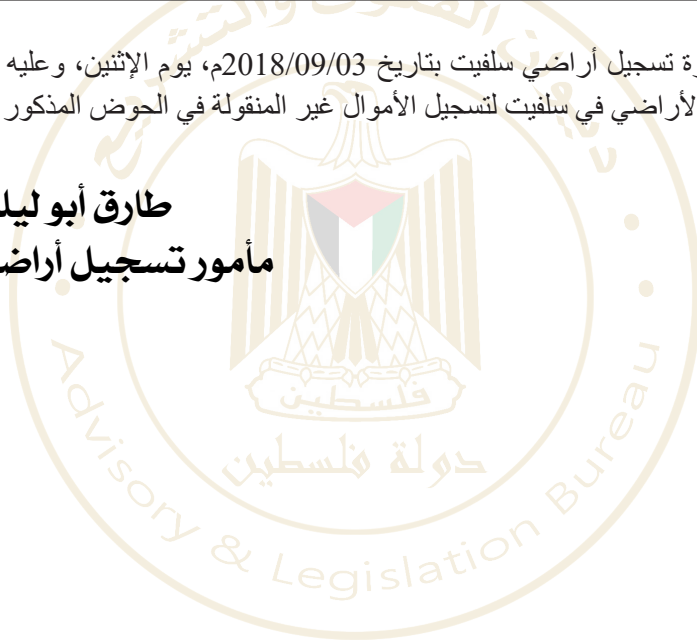 ة تسجيل أراضي سلفيت بتاريخ 2018/09/03م، يوم الإثنين، وعليه
لأراضي في سلفيت لتسجيل الأموال غير المنقولة في الحوض المذكور
طارق أبو ليل
مأمور تسجيل أراض
فلسطين
دولة فلسطين
Advisory & Legislation Bureau